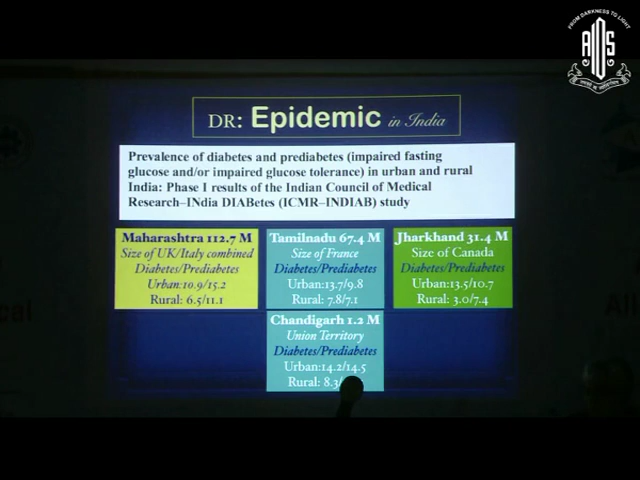 FROM DARKNESS TO LIGHT
AIOS
DR: Epidemic in India
Prevalence of diabetes and prediabetes (impaired fasting
glucose and/or impaired glucose tolerance) in urban and rural
India: Phase I results of the Indian Council of Medical
Research–INdia DIABetes (ICMR–INDIAB) study
Maharashtra 112.7 M
Size of UK/Italy combined
Diabetes/Prediabetes
Urban:10.9/15.2
Rural: 6.5/11.1
Tamilnadu 67.4 M
Size of France
Diabetes/Prediabetes
Urban:13.7/9.8
Rural: 7.8/7.1
Jharkhand 31.4 M
Size of Canada
Diabetes/Prediabetes
Urban:13.5/10.7
Rural: 3.0/7.4
Chandigarh 1.2 M
Union Territory
Diabetes/Prediabetes
Urban:14.2/14.5
Rural: